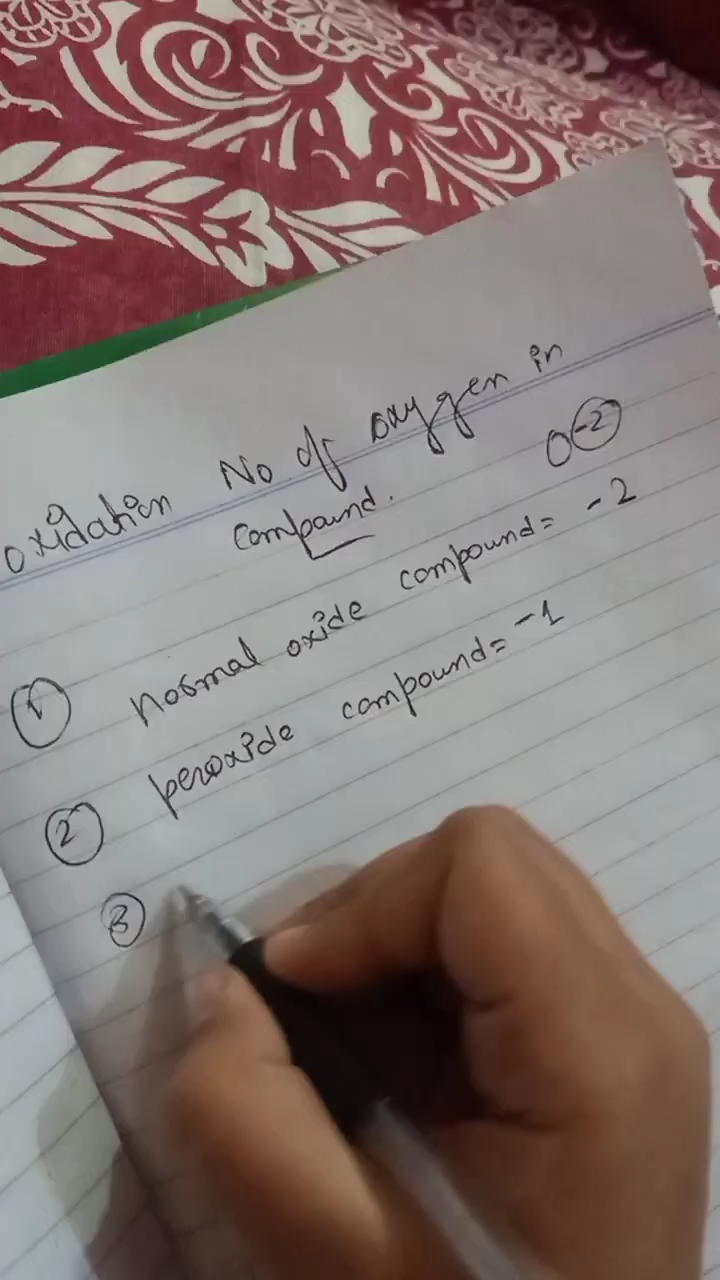 oxidation No of oxygen in
compound.
O -2
1 normal oxide compound= -2
2 peroxide compound= -1
3